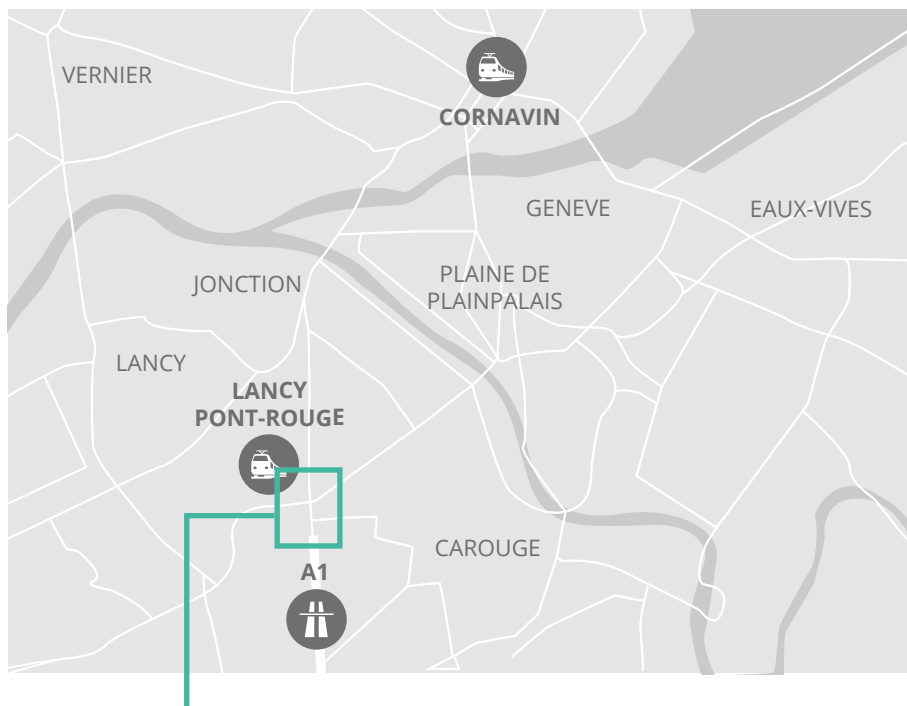 VERNIER
CORNAVIN
GENEVE
EAUX-VIVES
JONCTION
PLAINE DE
PLAINPALAIS
LANCY
LANCY
PONT-ROUGE
CAROUGE
A1